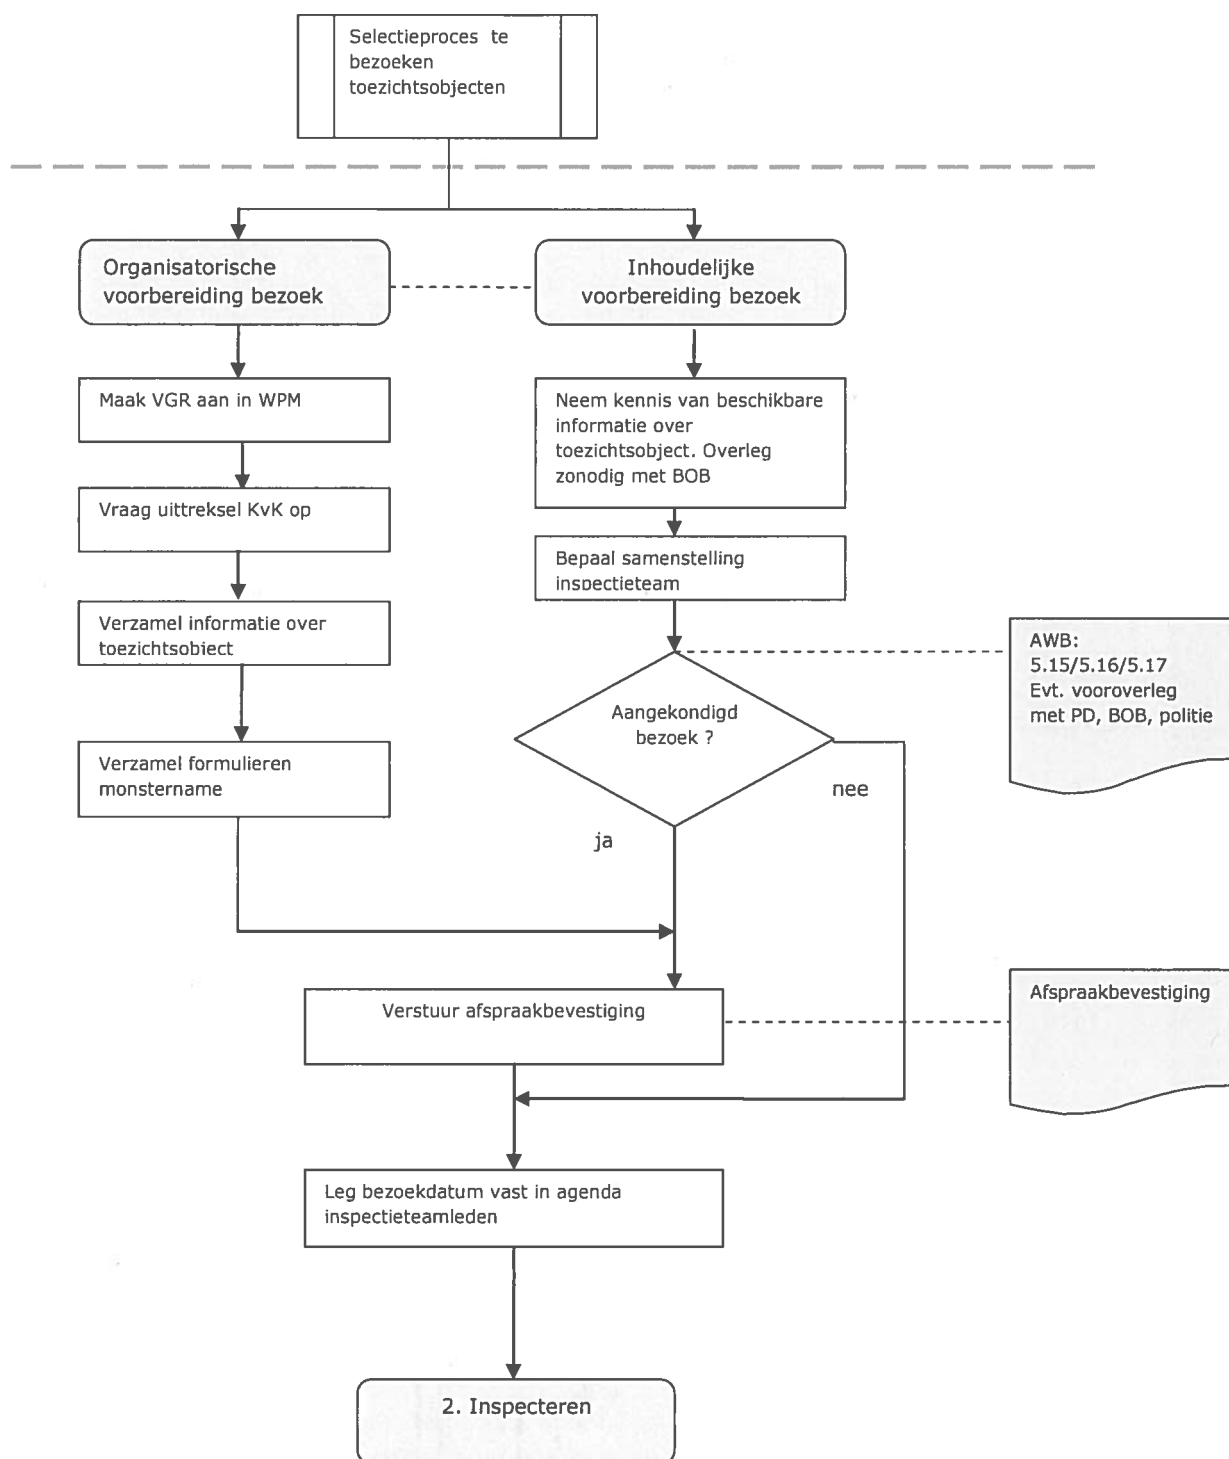 Selectieproces te
bezoeken
toezichtsobjecten
Organisatorische
voorbereiding bezoek
Inhoudelijke
voorbereiding bezoek
Maak VGR aan in WPM
Neem kennis van beschikbare
informatie over
toezichtsobject. Overleg
zonodig met BOB
Vraag uittreksel KvK op
Bepaal samenstelling
inspectieteam
Verzamel informatie over
toezichtsobject
AWB:
5.15/5.16/5.17
Evt. vooroverleg
met PD, BOB, politie
Aangekondigd
bezoek ?
Verzamel formulieren
monstername
nee
ja
Verstuur afspraakbevestiging
Afspraakbevestiging
Leg bezoekdatum vast in agenda
inspectieteamleden
2. Inspecteren